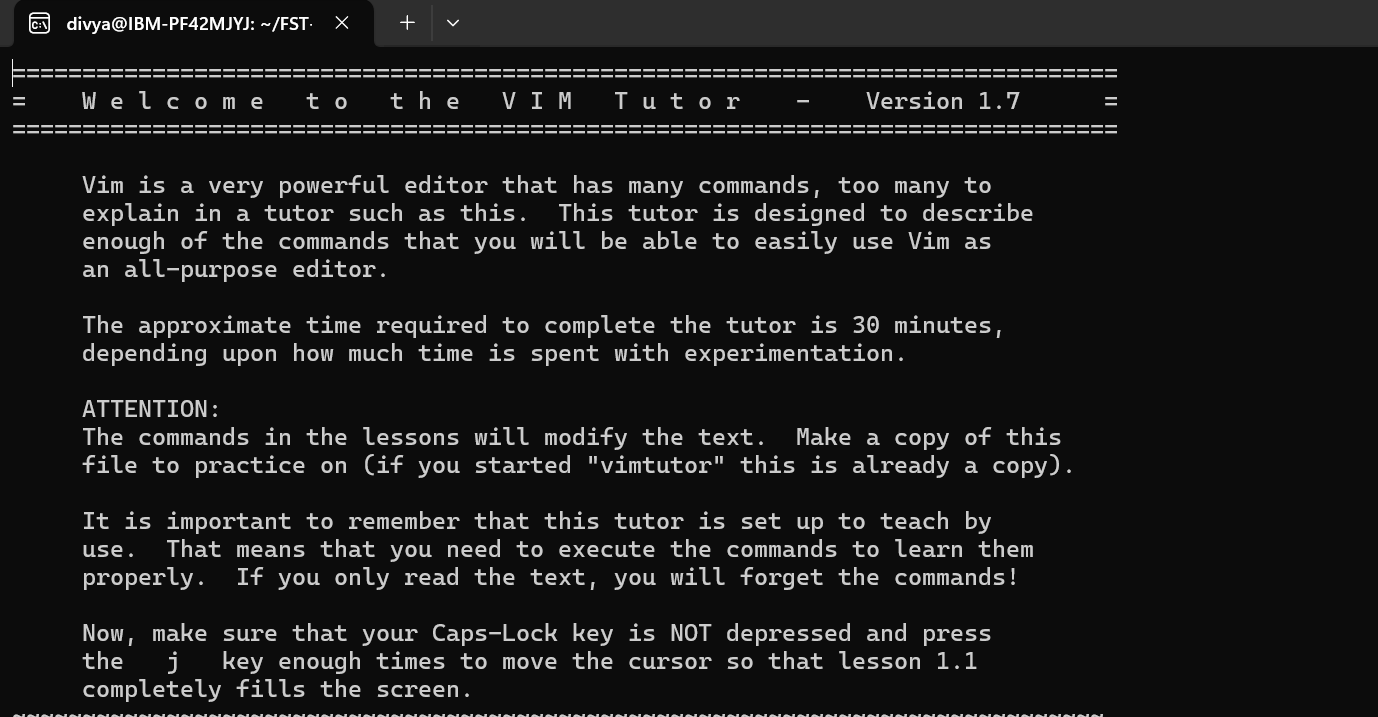 divya@IBM-PF42MJYJ: ~/FST-
===============================================================================
=    W e l c o m e   t o   t h e   V I M   T u t o r    -    Version 1.7      =
===============================================================================

     Vim is a very powerful editor that has many commands, too many to
     explain in a tutor such as this.  This tutor is designed to describe
     enough of the commands that you will be able to easily use Vim as
     an all-purpose editor.

     The approximate time required to complete the tutor is 30 minutes,
     depending upon how much time is spent with experimentation.

     ATTENTION:
     The commands in the lessons will modify the text.  Make a copy of this
     file to practice on (if you started "vimtutor" this is already a copy).

     It is important to remember that this tutor is set up to teach by
     use.  That means that you need to execute the commands to learn them
     properly.  If you only read the text, you will forget the commands!

     Now, make sure that your Caps-Lock key is NOT depressed and press
     the   j   key enough times to move the cursor so that lesson 1.1
     completely fills the screen.